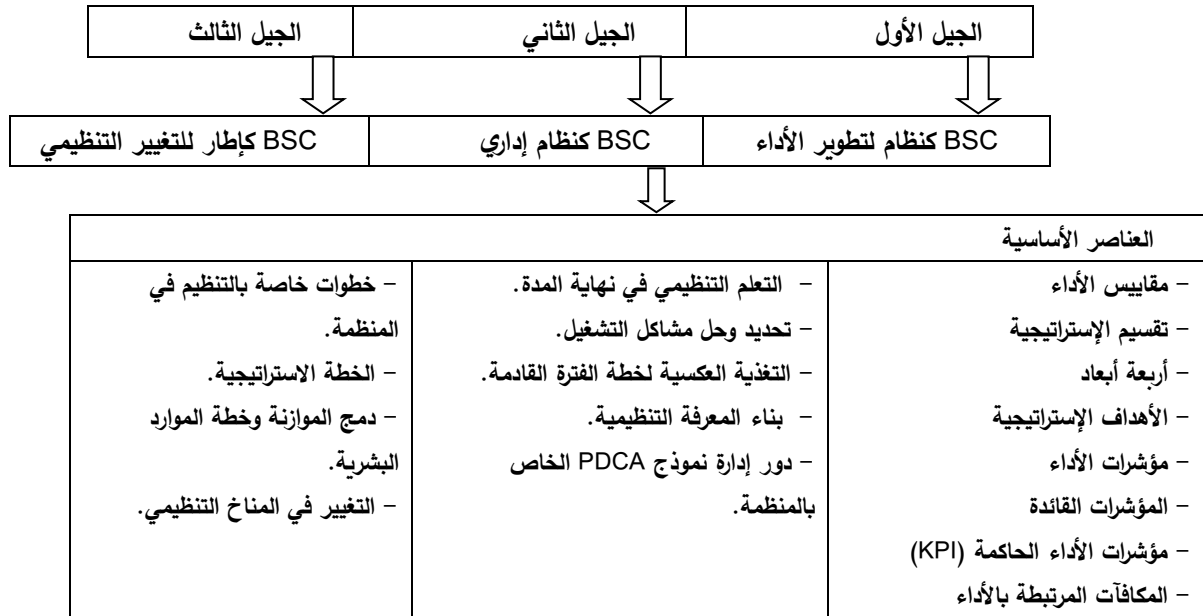 الجيل الأول
الجيل الثاني
الجيل الثالث
BSC كنظام لتطوير الأداء
BSC كنظام إداري
BSC كإطار للتغيير التنظيمي
العناصر الأساسية
- مقاييس الأداء
- تقسيم الإستراتيجية
- أربعة أبعاد
- الأهداف الإستراتيجية
- مؤشرات الأداء
- المؤشرات القائدة
- مؤشرات الأداء الحاكمة (KPI)
- المكافآت المرتبطة بالأداء
- التعلم التنظيمي في نهاية المدة.
- تحديد وحل مشاكل التشغيل.
- التغذية العكسية لخطة الفترة القادمة.
- بناء المعرفة التنظيمية.
- دور إدارة نموذج PDCA الخاص
بالمنظمة.
- خطوات خاصة بالتنظيم في
المنظمة.
- الخطة الاستراتيجية.
- دمج الموازنة وخطة الموارد
البشرية.
- التغيير في المناخ التنظيمي.